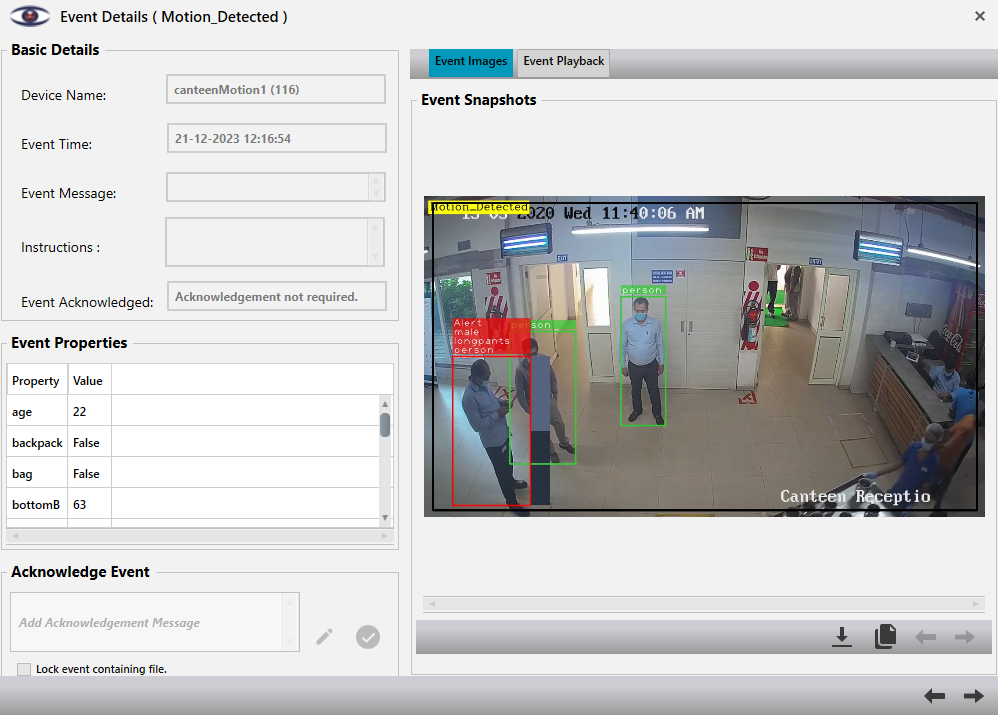 Event Details ( Motion_Detected )
Basic Details
Device Name:
canteenMotion1 (116)
Event Time:
21-12-2023 12:16:54
Event Message:
Instructions :
Event Acknowledged:
Acknowledgement not required.
Event Properties
Property Value
age 22
backpack False
bag False
bottomB 63
Acknowledge Event
Add Acknowledgement Message
Lock event containing file.
Event Images
Event Playback
Event Snapshots
Motion_Detected
2020 Wed 11:40:06 AM
EXIT
person
Alert
male
longpants
person
person
Canteen Receptio